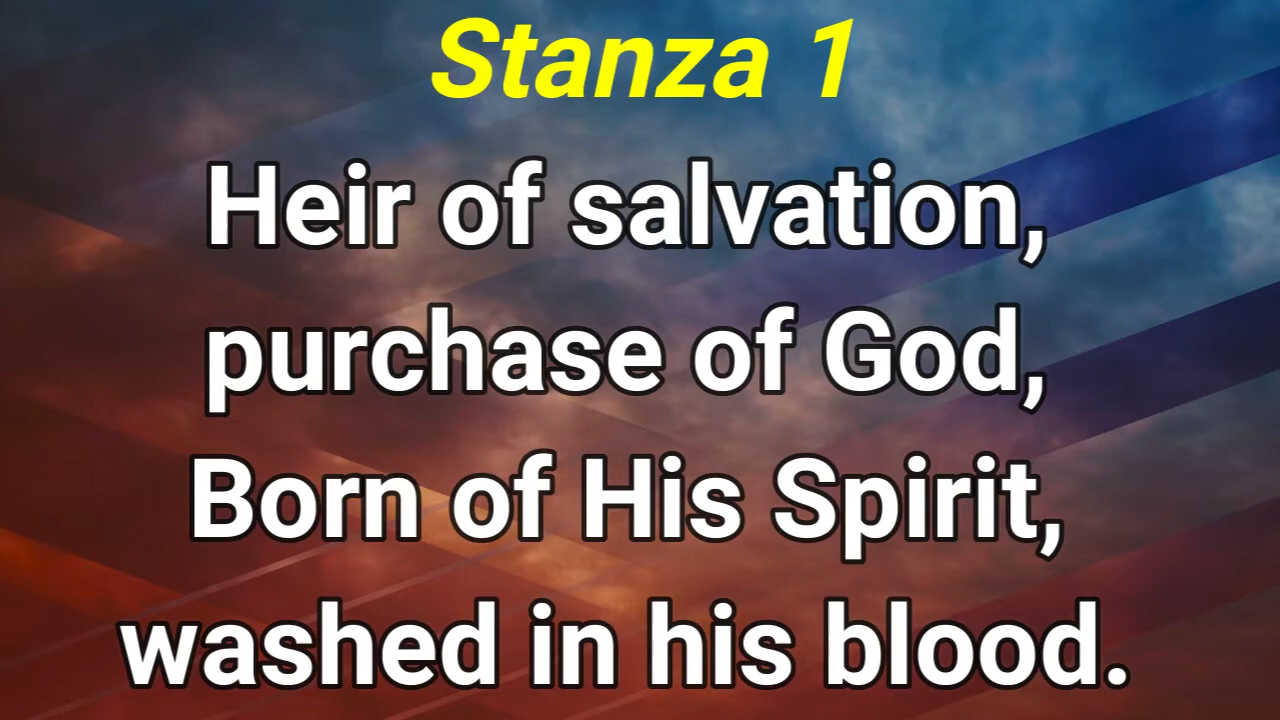 Stanza 1
Heir of salvation,
purchase of God,
Born of His Spirit,
washed in his blood.